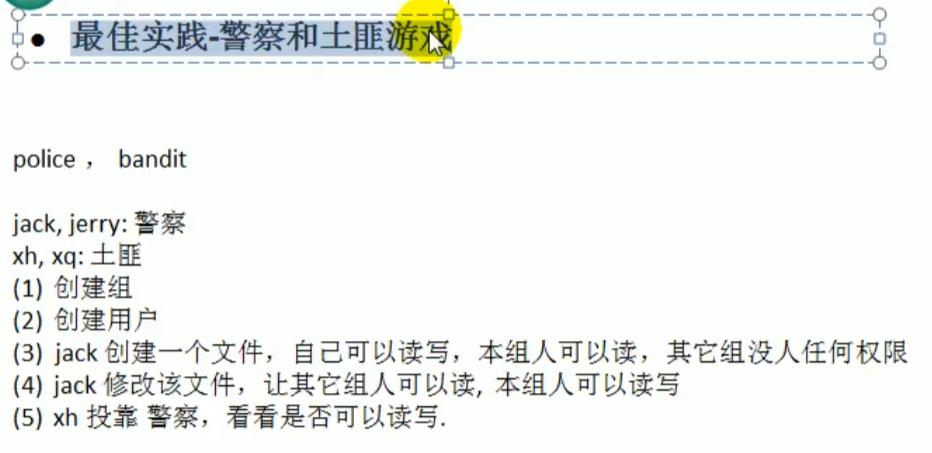 • 最佳实践-警察和土匪游戏
police ， bandit
jack, jerry: 警察
xh, xq: 土匪
(1) 创建组
(2) 创建用户
(3) jack 创建一个文件，自己可以读写，本组人可以读，其它组没人任何权限
(4) jack 修改该文件，让其它组人可以读, 本组人可以读写
(5) xh 投靠 警察，看看是否可以读写.